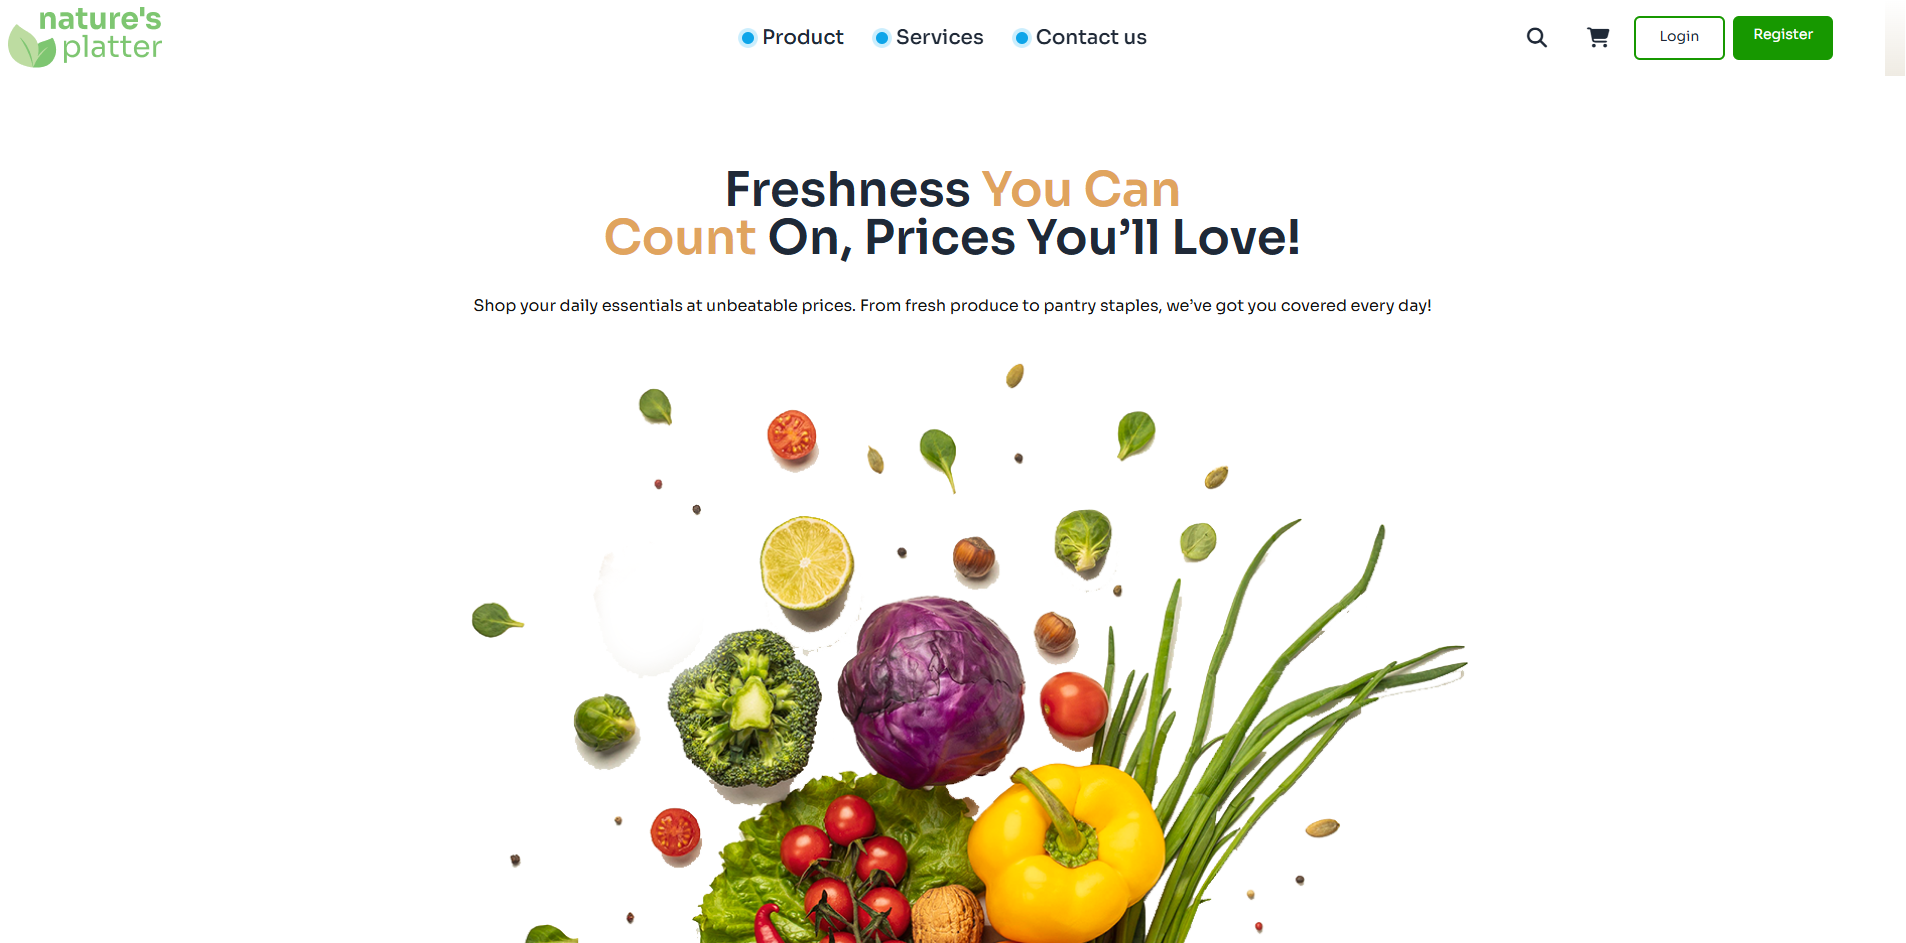 nature's
platter
Product
Services
Contact us
Login
Register
Freshness You Can
Count On, Prices You’ll Love!
Shop your daily essentials at unbeatable prices. From fresh produce to pantry staples, we’ve got you covered every day!